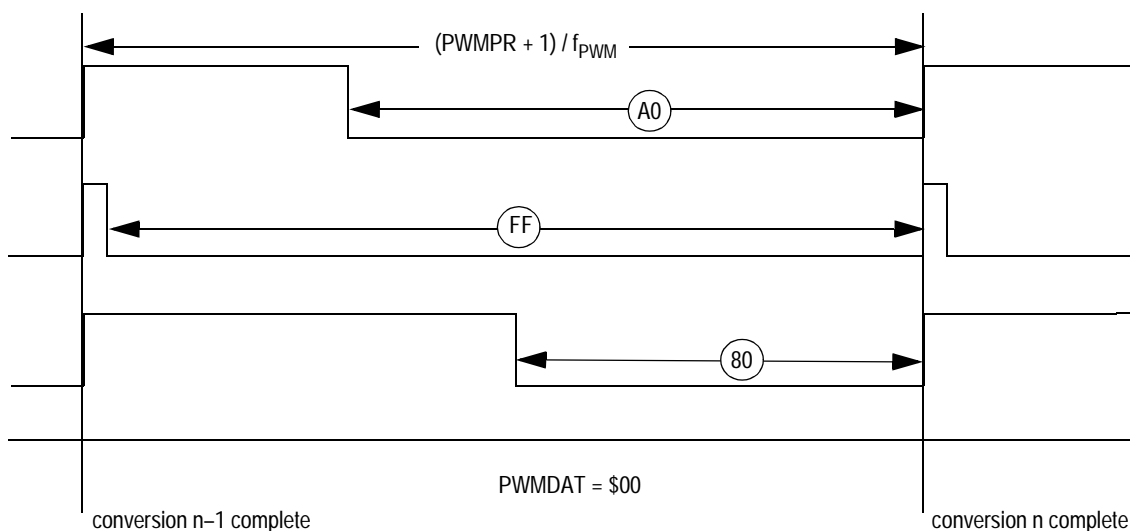 (PWMPR + 1) / fPWM
A0
FF
80
PWMDAT = $00
conversion n–1 complete
conversion n complete